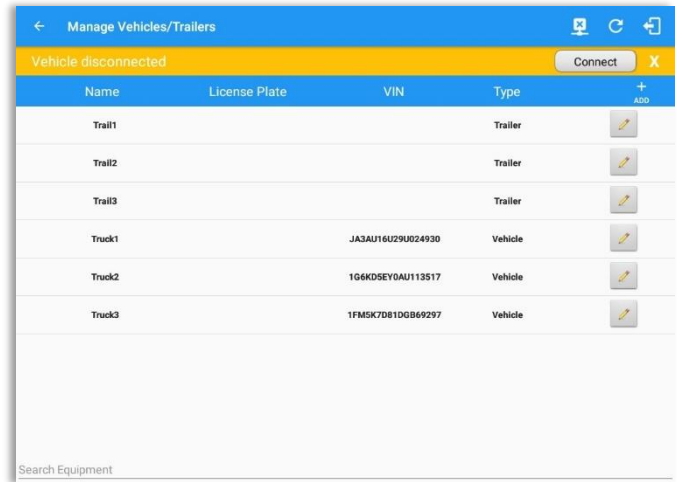 Manage Vehicles/Trailers
Vehicle disconnected Connect X
Name License Plate VIN Type + ADD
Trail1 Trailer
Trail2 Trailer
Trail3 Trailer
Truck1 JA3AU16U29U024930 Vehicle
Truck2 1G6KD5EY0AU113517 Vehicle
Truck3 1FM5K7D81DGB69297 Vehicle
Search Equipment